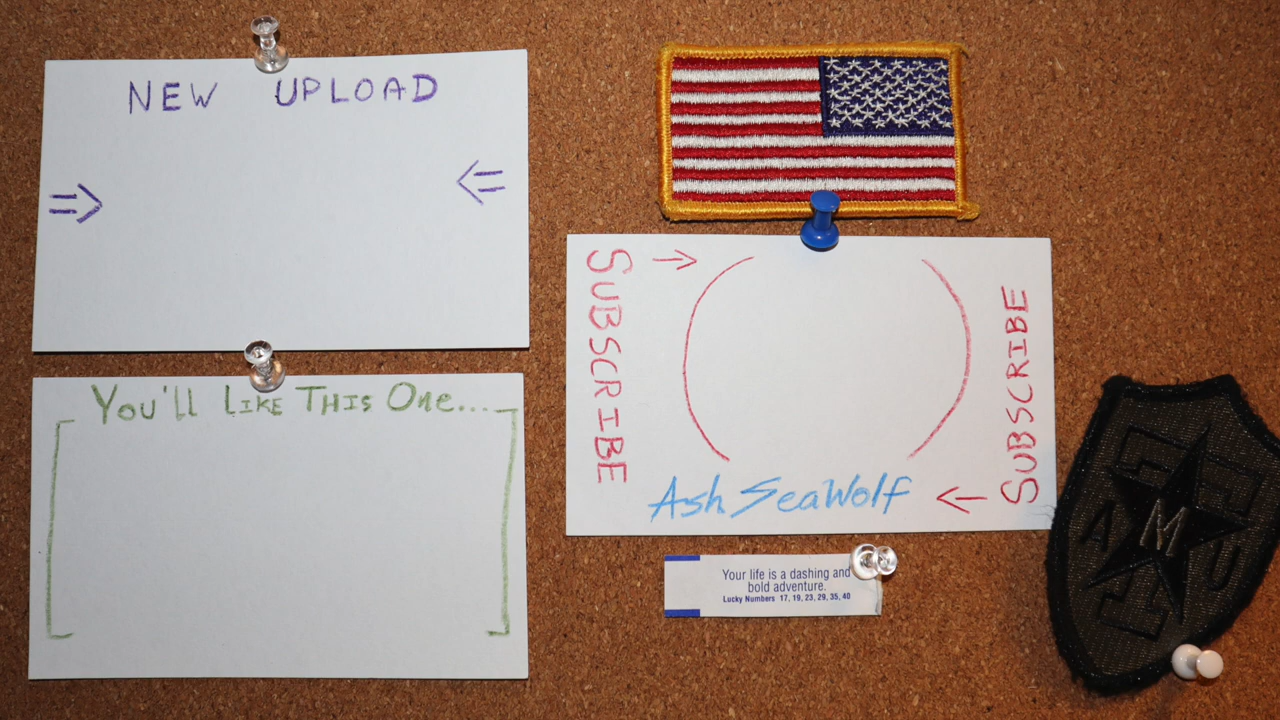 NEW UPLOAD
⇒ ⇐
You'll LIKE THIS One...
SUBSCRIBE →
SUBSCRIBE
Ash SeaWolf ←
Your life is a dashing and
bold adventure.
Lucky Numbers 17, 19, 23, 29, 35, 40
A M U